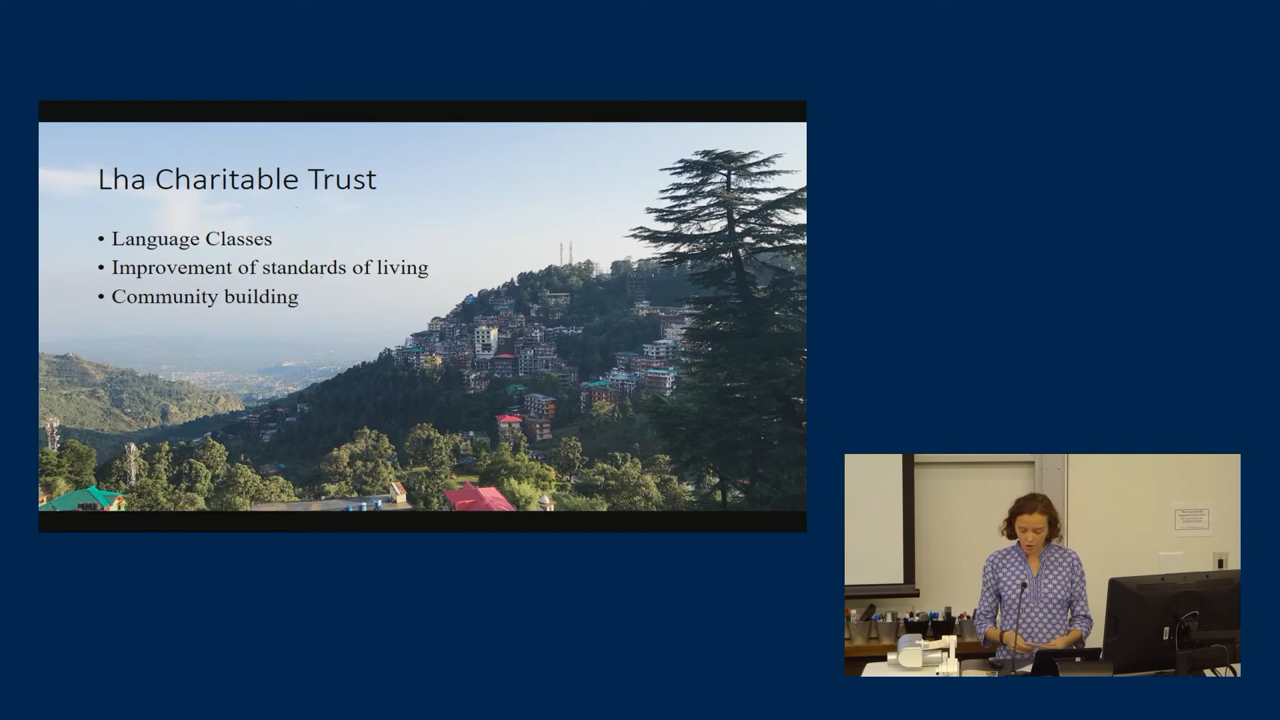 Lha Charitable Trust
• Language Classes
• Improvement of standards of living
• Community building